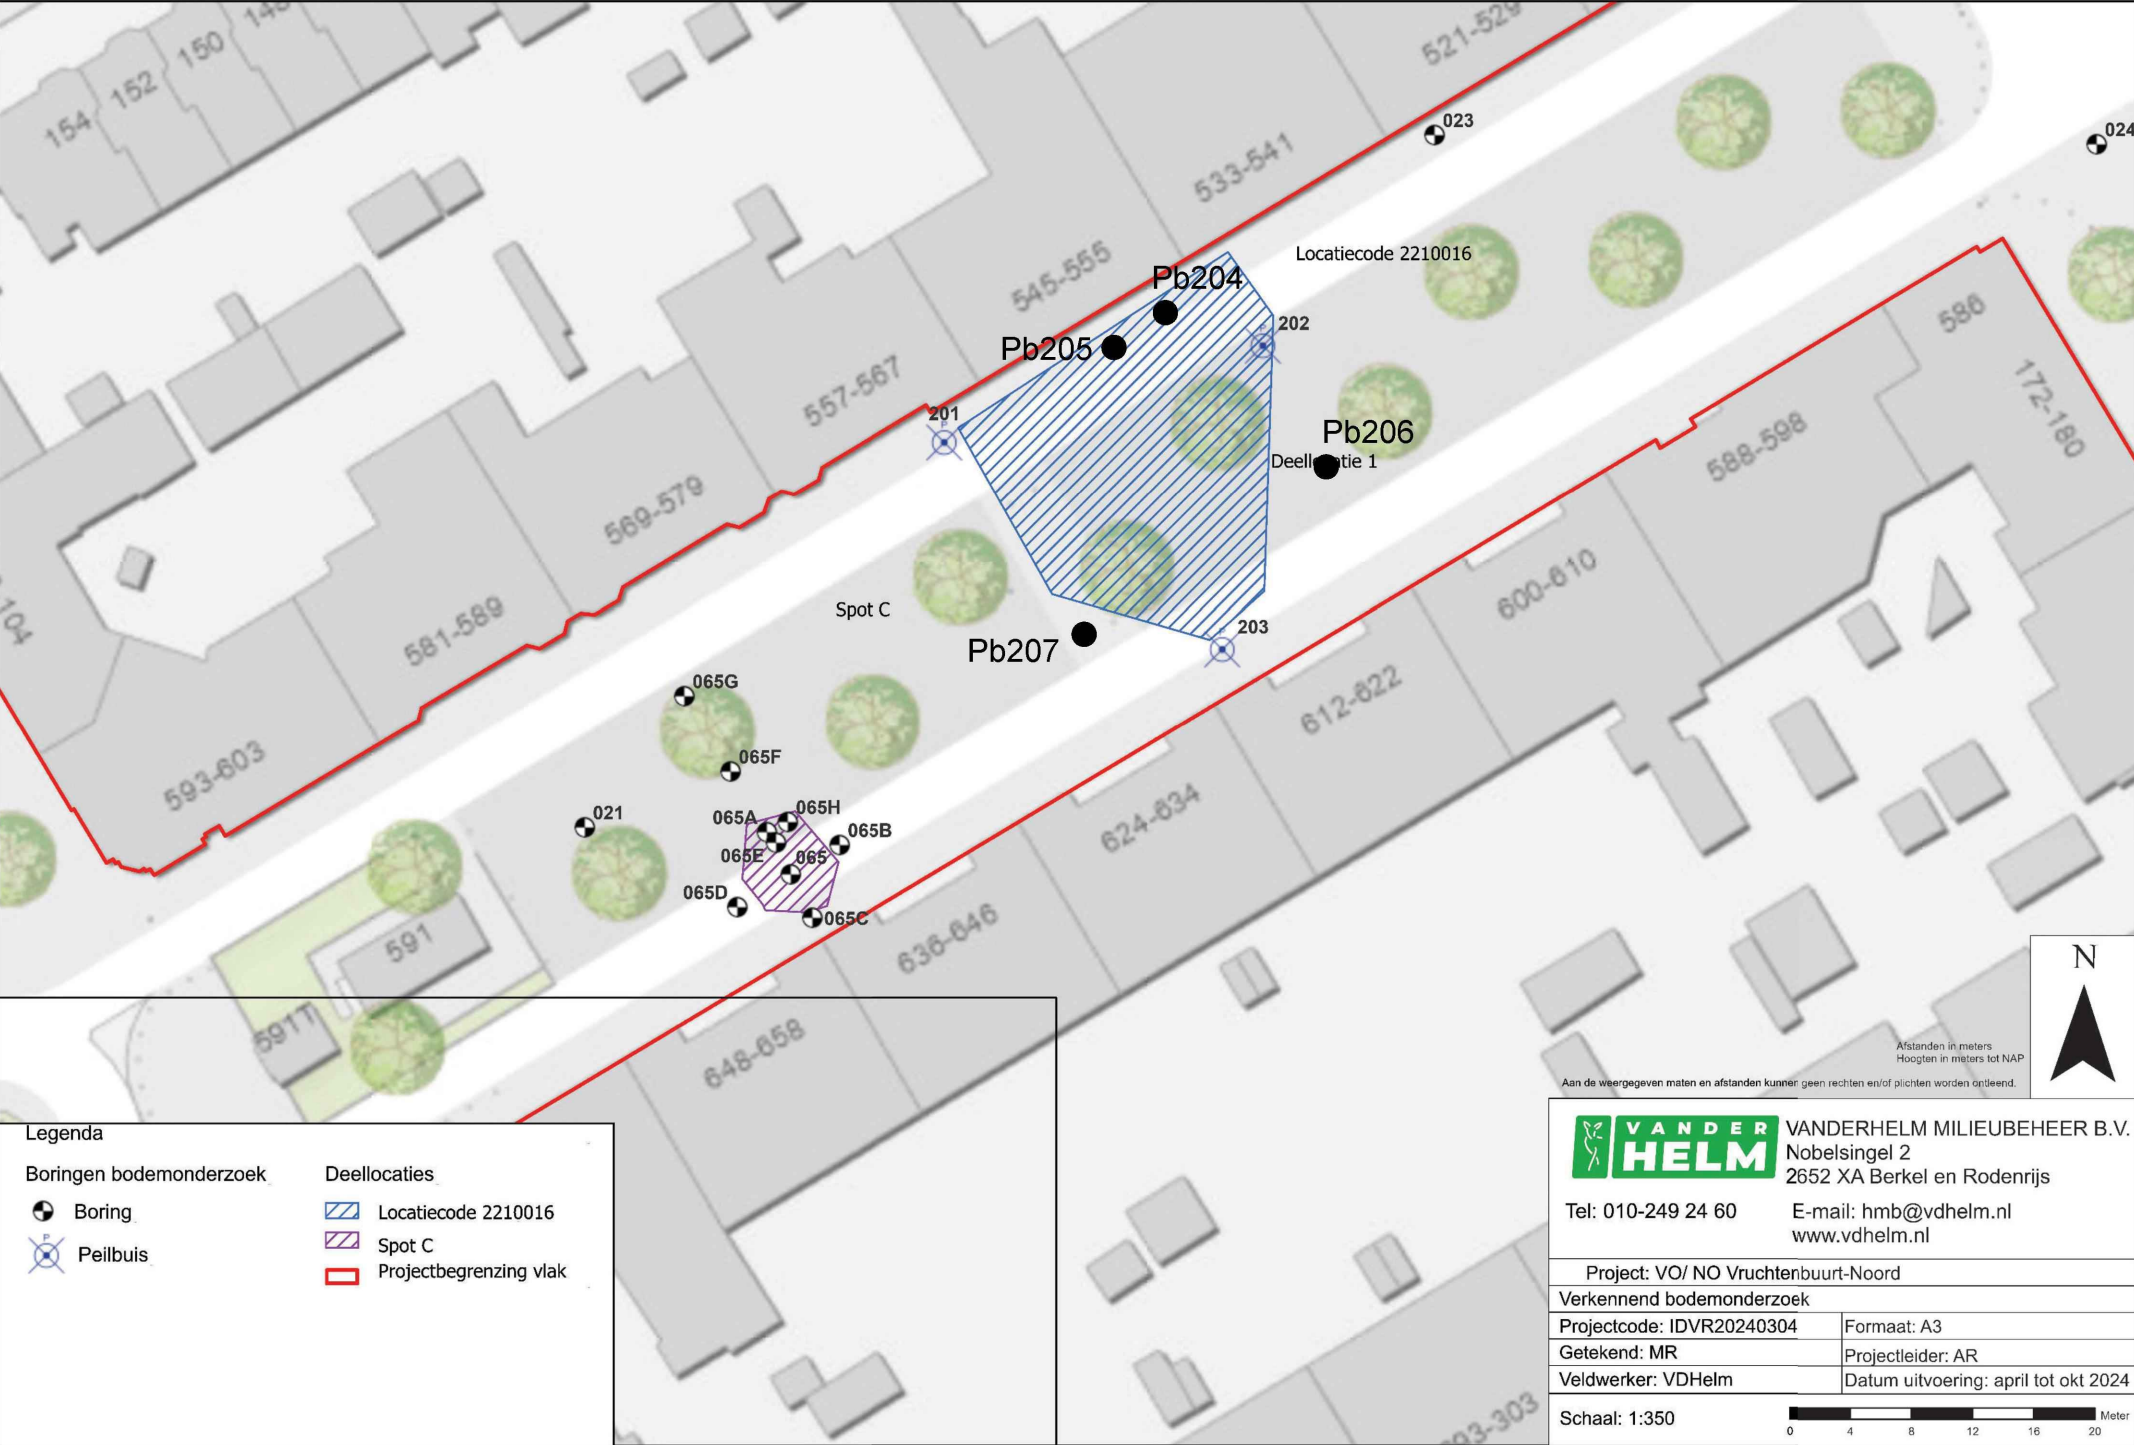 148
150
152
154
521-529
023
024
533-541
Locatiecode 2210016
545-555
Pb204
202
Pb205
586
172-180
557-567
201
Pb206
Deellocatie 1
588-598
569-579
600-610
Spot C
203
Pb207
104
581-589
612-622
065G
593-603
065F
021
065A
065H
065B
065E
065
065D
065C
624-634
636-646
591
591T
648-658
N
Afstanden in meters
Hoogten in meters tot NAP
Aan de weergegeven maten en afstanden kunnen geen rechten en/of plichten worden ontleend.
Legenda
Boringen bodemonderzoek
Boring
P
Peilbuis
Deellocaties
Locatiecode 2210016
Spot C
Projectbegrenzing vlak
VANDER
HELM
VANDERHELM MILIEUBEHEER B.V.
Nobelsingel 2
2652 XA Berkel en Rodenrijs
Tel: 010-249 24 60
E-mail: hmb@vdhelm.nl
www.vdhelm.nl
Project: VO/ NO Vruchtenbuurt-Noord
Verkennend bodemonderzoek
Projectcode: IDVR20240304
Formaat: A3
Getekend: MR
Projectleider: AR
Veldwerker: VDHelm
Datum uitvoering: april tot okt 2024
Schaal: 1:350
Meter
0 4 8 12 16 20